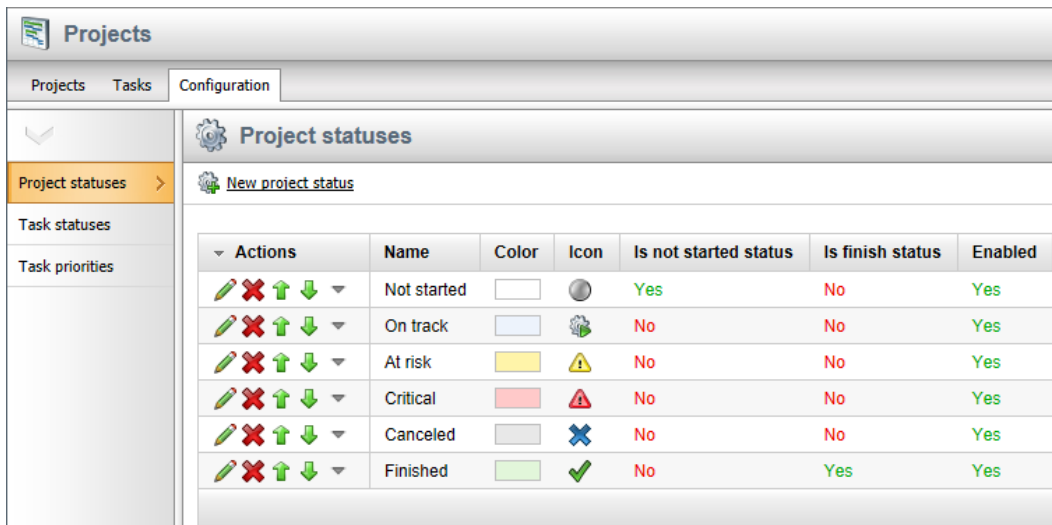 Projects
Projects Tasks Configuration
Project statuses
New project status
Project statuses
Task statuses
Task priorities
Actions Name Color Icon Is not started status Is finish status Enabled
Not started Yes No Yes
On track No No Yes
At risk No No Yes
Critical No No Yes
Canceled No No Yes
Finished No Yes Yes